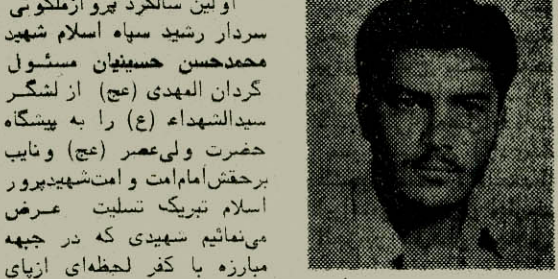 اولین سالگرد پرواز ملکوتی
سردار رشید سپاه اسلام شهید
محمدحسن حسینیان مسئول
گردان المهدی (عج) از لشگر
سیدالشهداء (ع) را به پیشگاه
حضرت ولی‌عصر (عج) و نایب
برحقش امام امت و امت شهیدپرور
اسلام تبریک تسلیت عرض
می‌نمائیم شهیدی که در جبهه
مبارزه با کفر لحظه‌ای ازپای